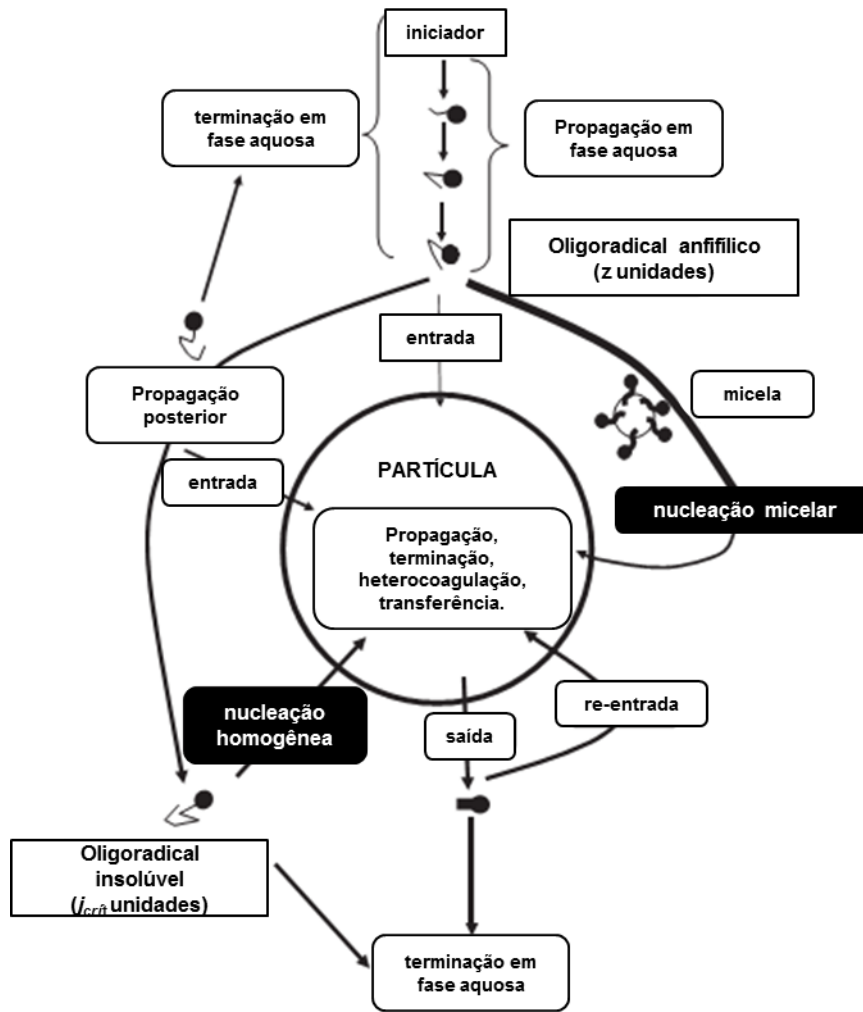 iniciador
terminação em
fase aquosa
Propagação em
fase aquosa
Oligoradical anfifílico
(z unidades)
entrada
micela
Propagação
posterior
entrada
PARTÍCULA
nucleação micelar
Propagação,
terminação,
heterocoagulação,
transferência.
nucleação
homogênea
re-entrada
saída
Oligoradical
insolúvel
(jcrít unidades)
terminação em
fase aquosa